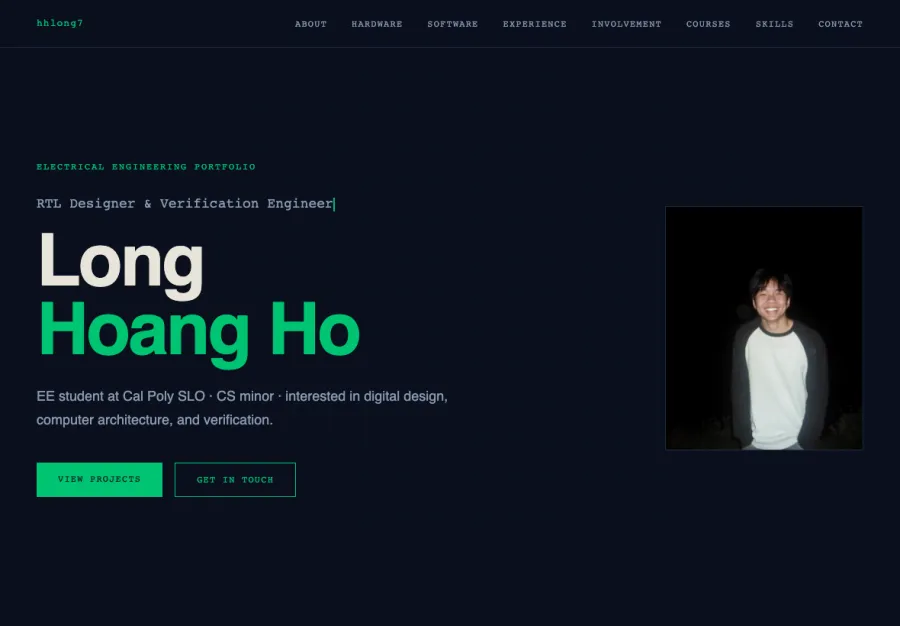 hhlong7
ABOUT HARDWARE SOFTWARE EXPERIENCE INVOLVEMENT COURSES SKILLS CONTACT
ELECTRICAL ENGINEERING PORTFOLIO
RTL Designer & Verification Engineer
Long
Hoang Ho
EE student at Cal Poly SLO · CS minor · interested in digital design,
computer architecture, and verification.
VIEW PROJECTS GET IN TOUCH